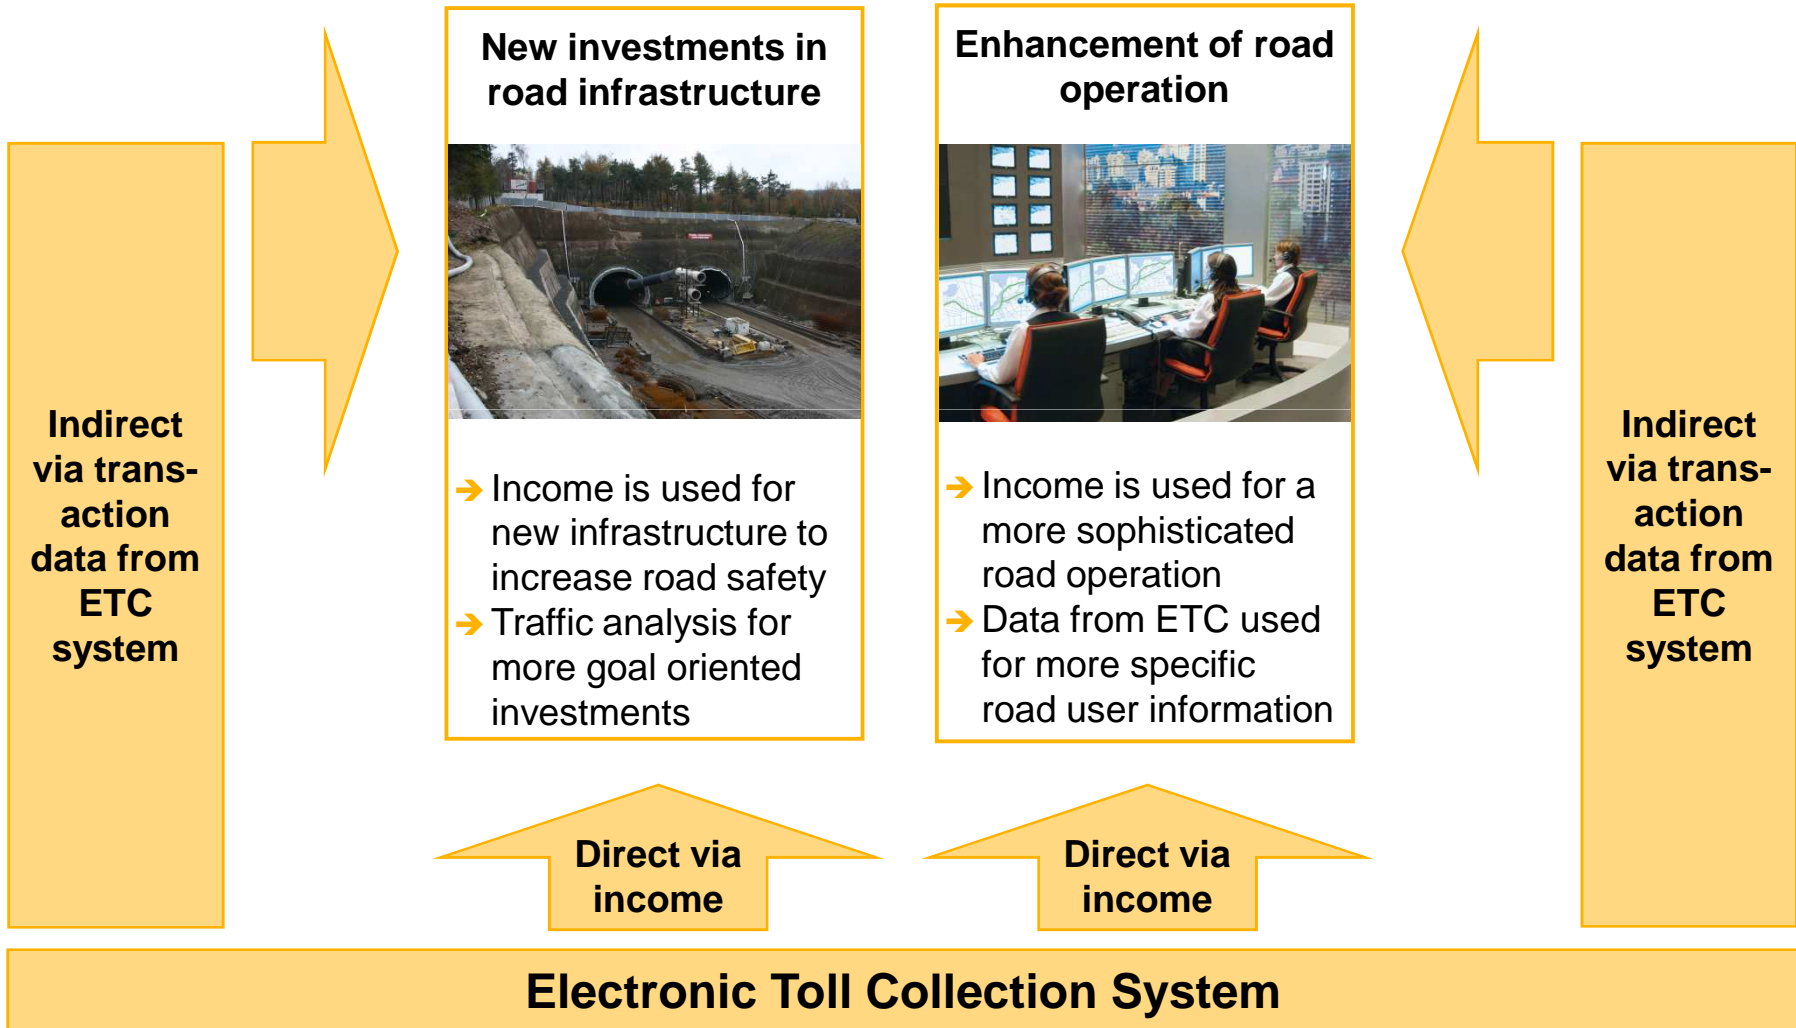 New investments in
road infrastructure
Enhancement of road
operation
Indirect
via trans-
action
data from
ETC
system
➔ Income is used for
new infrastructure to
increase road safety
➔ Traffic analysis for
more goal oriented
investments
➔ Income is used for a
more sophisticated
road operation
➔ Data from ETC used
for more specific
road user information
Indirect
via trans-
action
data from
ETC
system
Direct via
income
Direct via
income
Electronic Toll Collection System